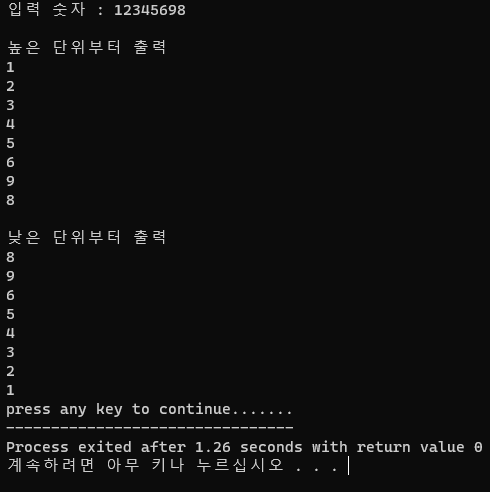 입력 숫자 : 12345698
높은 단위부터 출력
1
2
3
4
5
6
9
8
낮은 단위부터 출력
8
9
6
5
4
3
2
1
press any key to continue.......
--------------------------------
Process exited after 1.26 seconds with return value 0
계속하려면 아무 키나 누르십시오 . . .